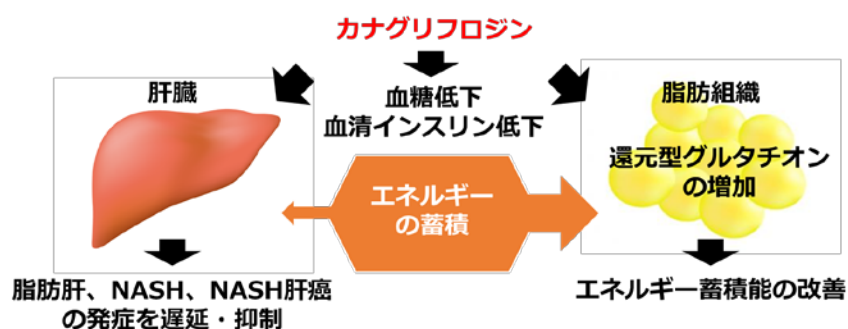 カナグリフロジン
肝臓
血糖低下
血清インスリン低下
脂肪組織
還元型グルタチオン
の増加
エネルギー
の蓄積
脂肪肝、NASH、NASH肝癌
の発症を遅延・抑制
エネルギー蓄積能の改善